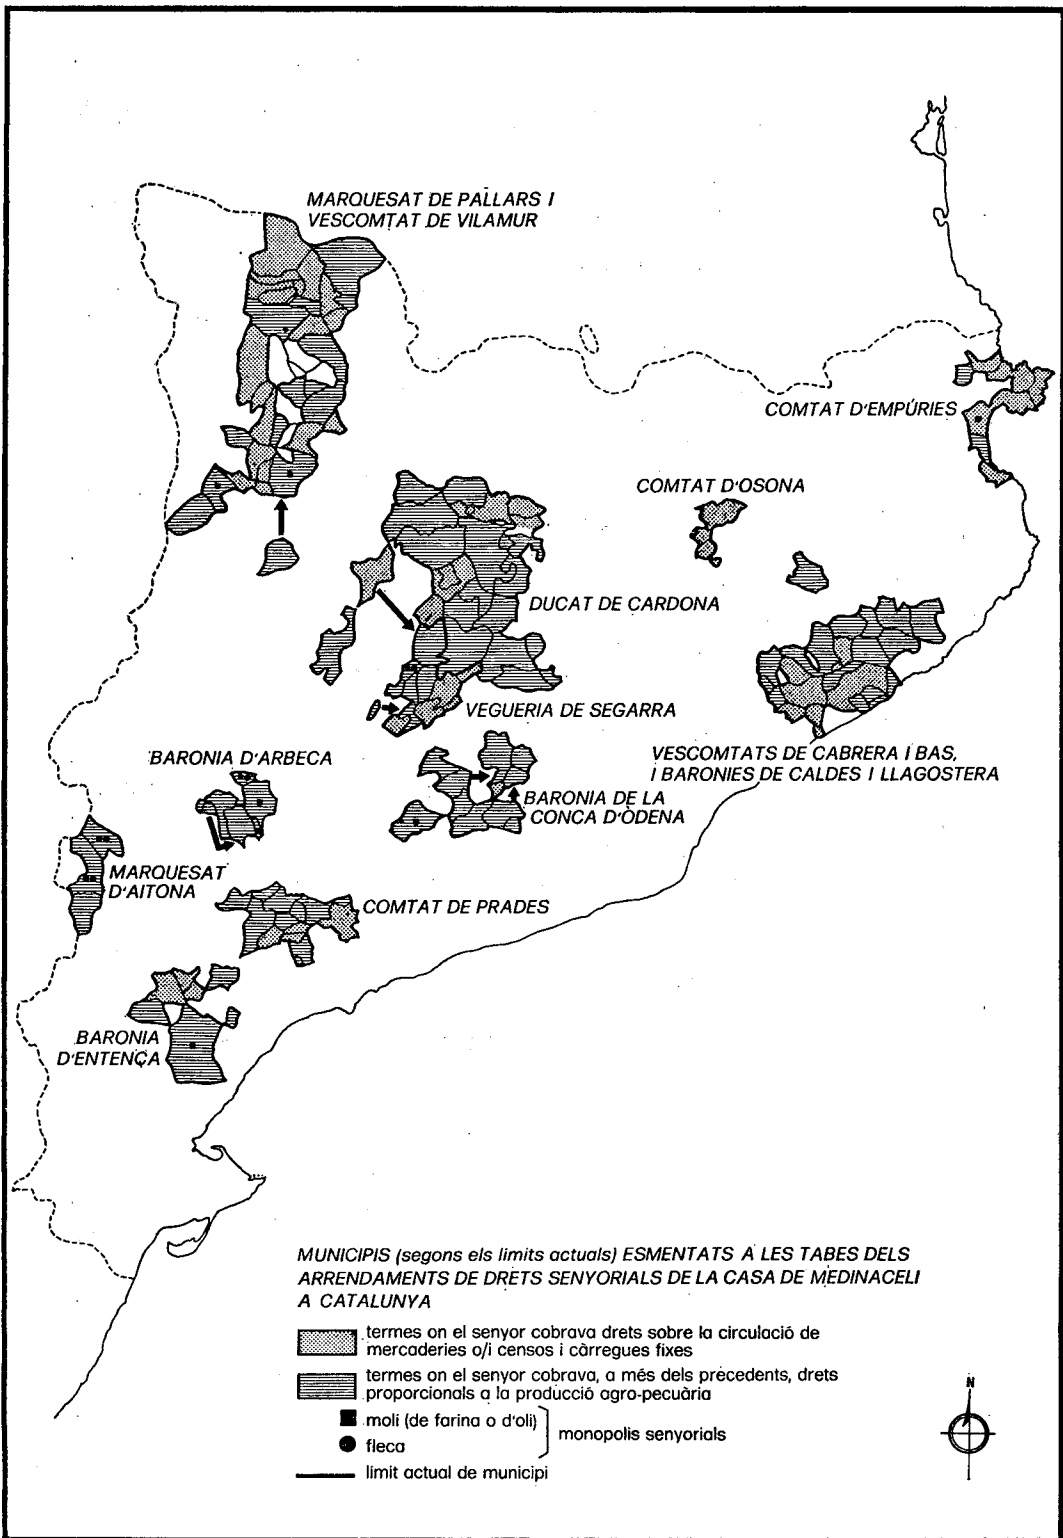 MARQUESAT DE PALLARS I
VESCOMTAT DE VILAMUR
COMTAT D'EMPÚRIES
COMTAT D'OSONA
DUCAT DE CARDONA
VEGUERIA DE SEGARRA
VESCOMTATS DE CABRERA I BAS,
I BARONIES DE CALDES I LLAGOSTERA
BARONIA D'ARBECA
BARONIA DE LA
CONCA D'ÒDENA
MARQUESAT
D'AITONA
COMTAT DE PRADES
BARONIA
D'ENTENÇA
MUNICIPIS (segons els límits actuals) ESMENTATS A LES TABES DELS
ARRENDAMENTS DE DRETS SENYORIALS DE LA CASA DE MEDINACELI
A CATALUNYA
termes on el senyor cobrava drets sobre la circulació de
mercaderies o/i censos i càrregues fixes
termes on el senyor cobrava, a més dels precedents, drets
proporcionals a la producció agro-pecuària
molí (de farina o d'oli)
fleca
monopolis senyorials
límit actual de municipi
N